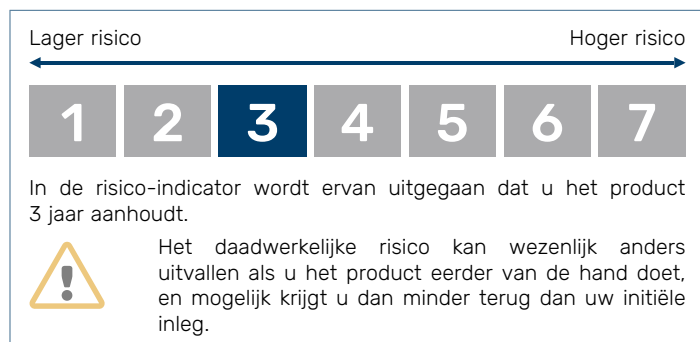 Lager risico Hoger risico
1 2 3 4 5 6 7
In de risico-indicator wordt ervan uitgegaan dat u het product
3 jaar aanhoudt.
Het daadwerkelijke risico kan wezenlijk anders
uitvallen als u het product eerder van de hand doet,
en mogelijk krijgt u dan minder terug dan uw initiële
inleg.